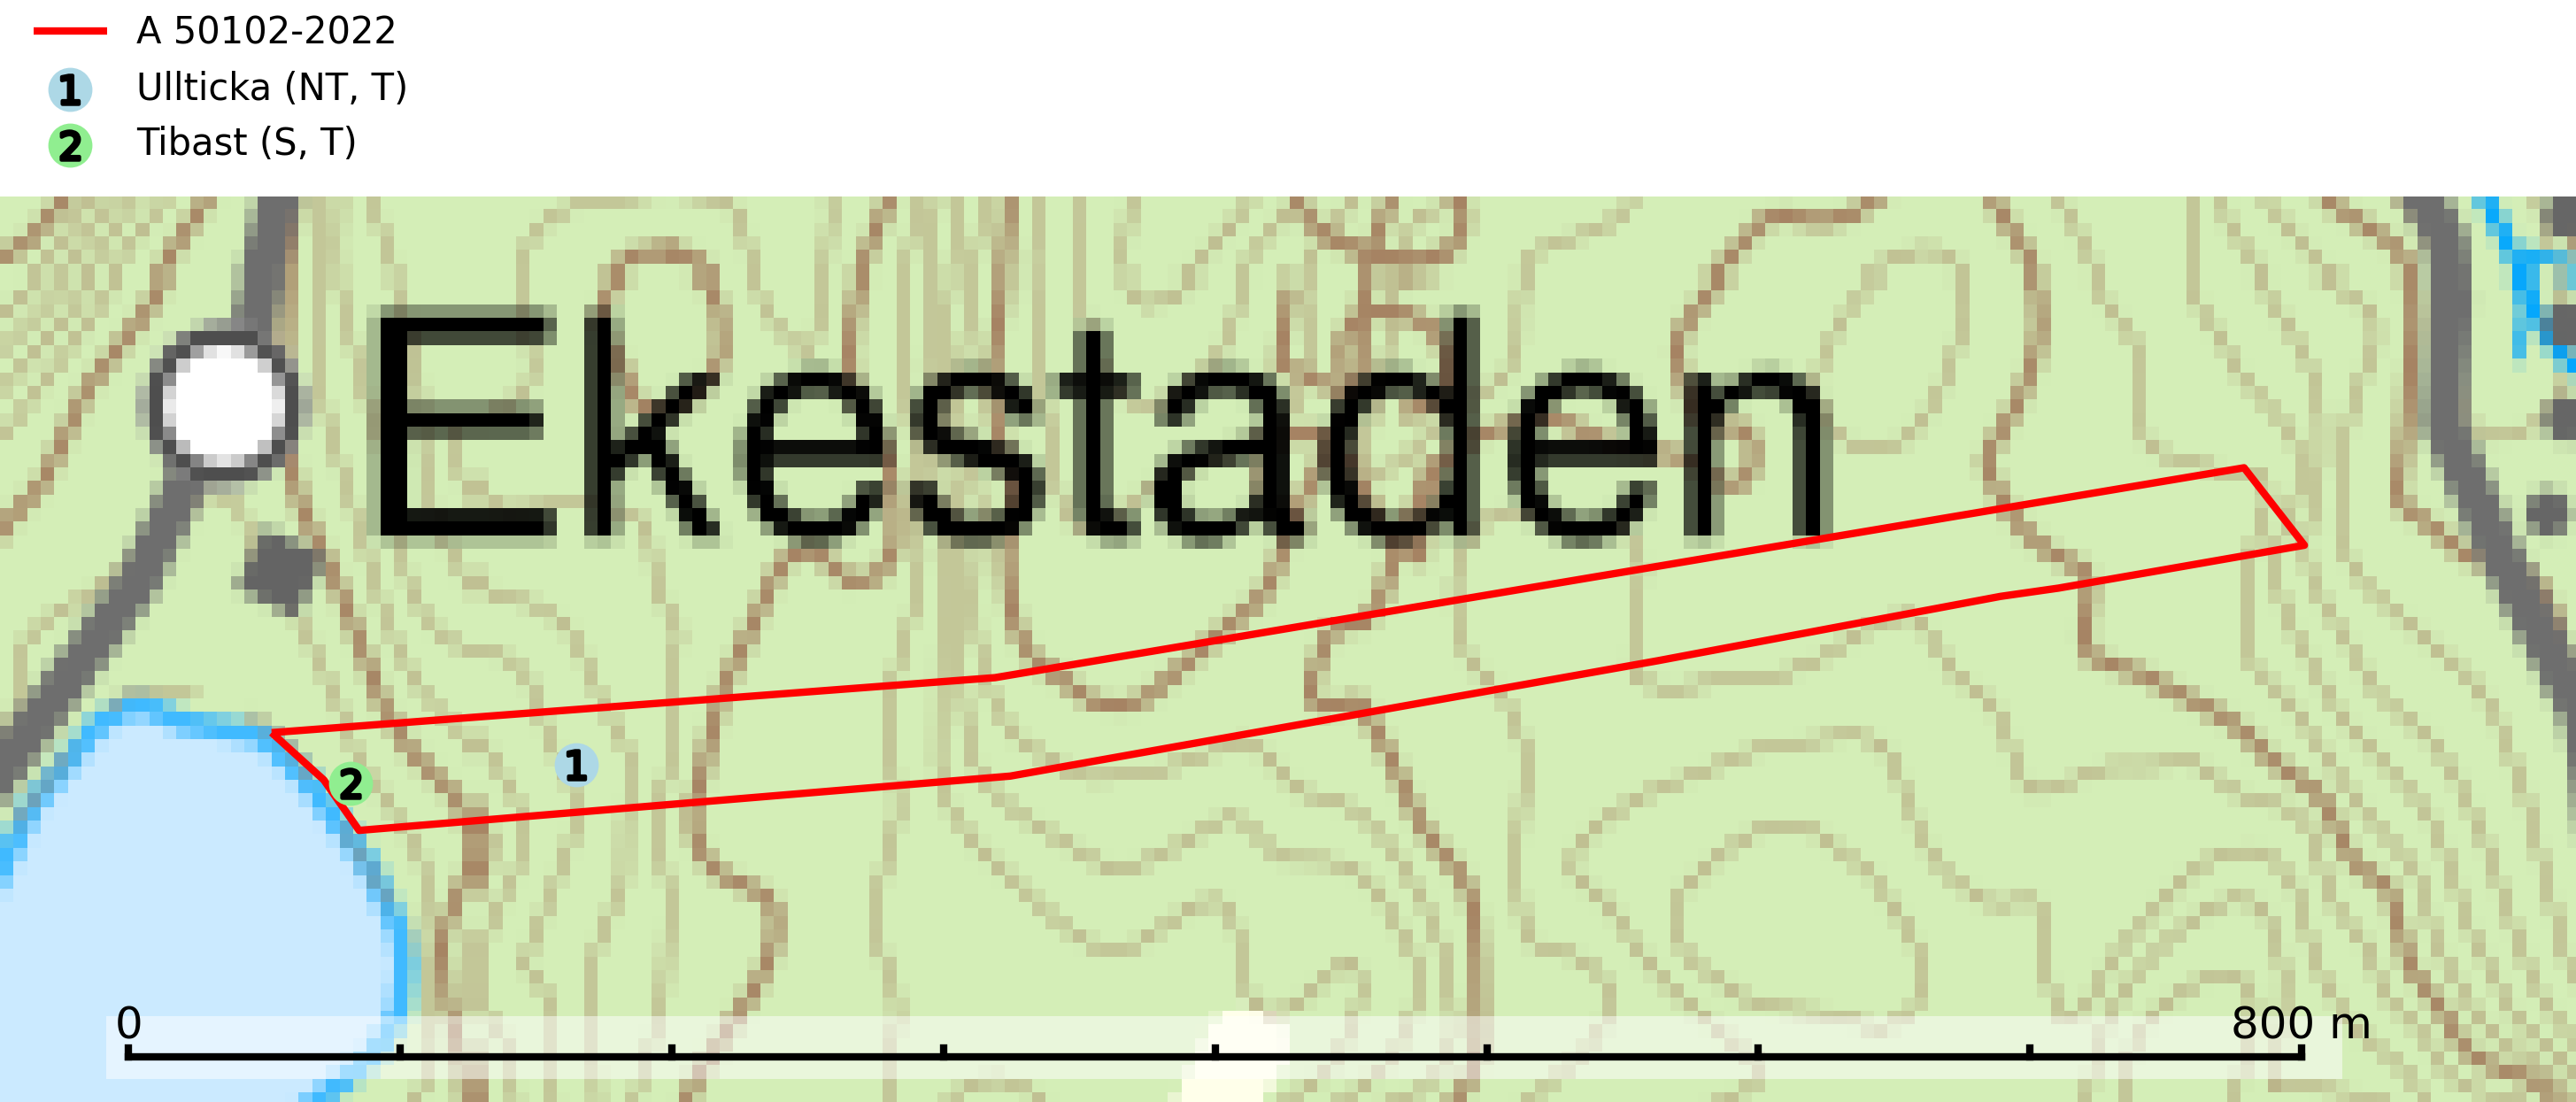 A 50102-2022
1 Ullticka (NT, T)
2 Tibast (S, T)
Ekestaden
1
2
0 800 m